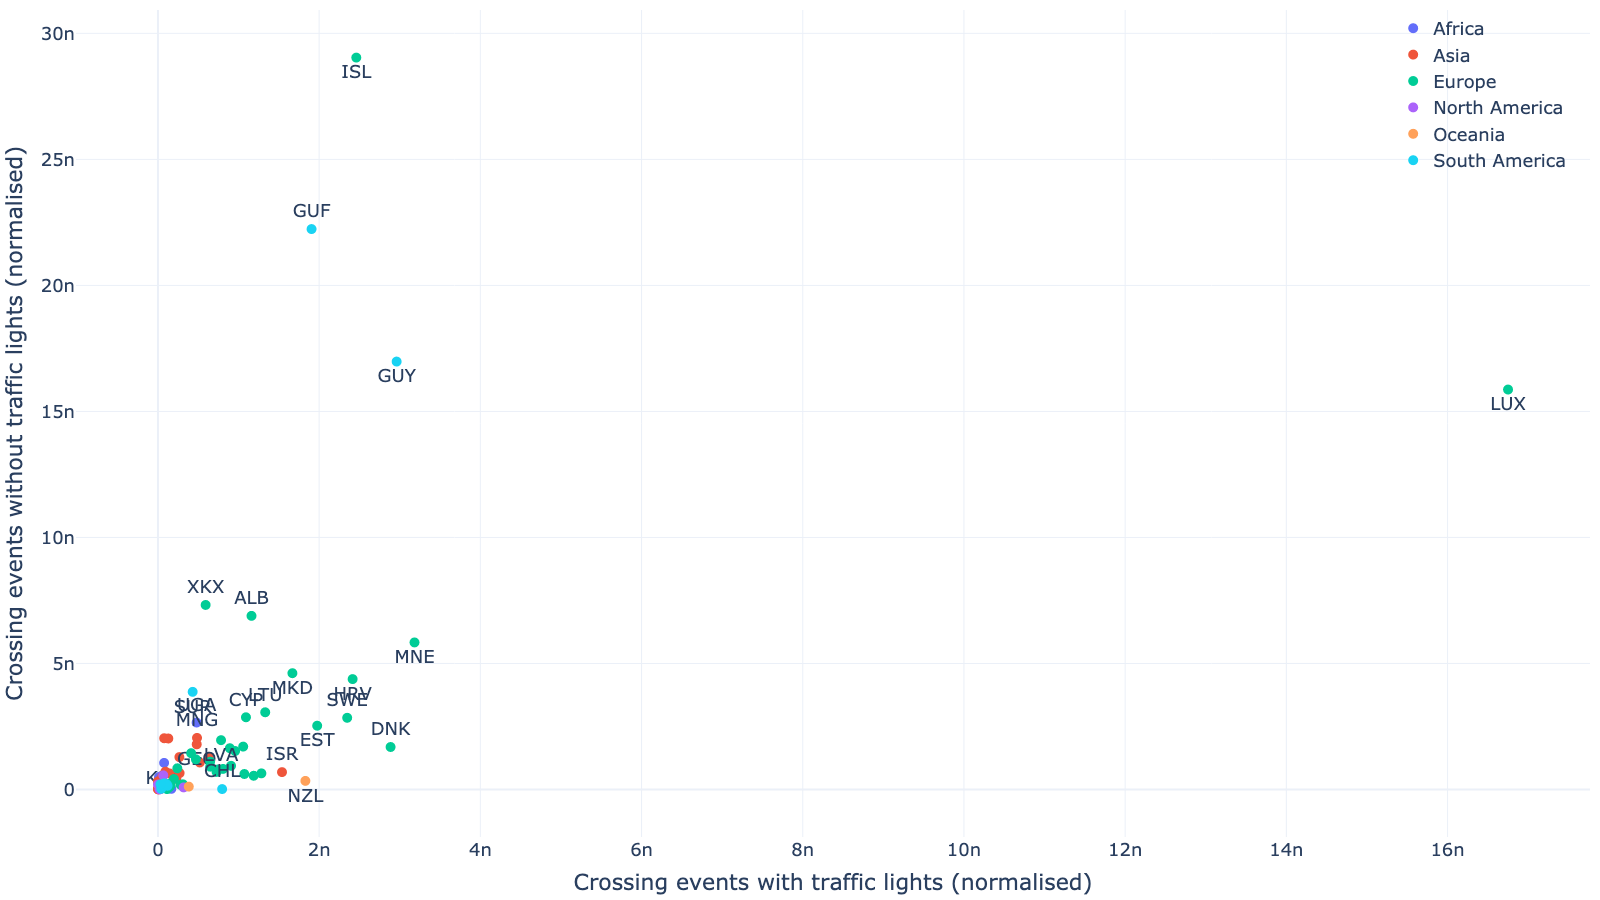 Crossing events without traffic lights (normalised)
30n
25n
20n
15n
10n
5n
0
ISL
GUF
GUY
LUX
XKX
ALB
MNE
MKD
HRV
SWE
LTU
CYP
UGA
SUR
MNG
DNK
EST
ISR
LVA
CHL
NZL
0
2n
4n
6n
8n
10n
12n
14n
16n
Crossing events with traffic lights (normalised)
Africa
Asia
Europe
North America
Oceania
South America